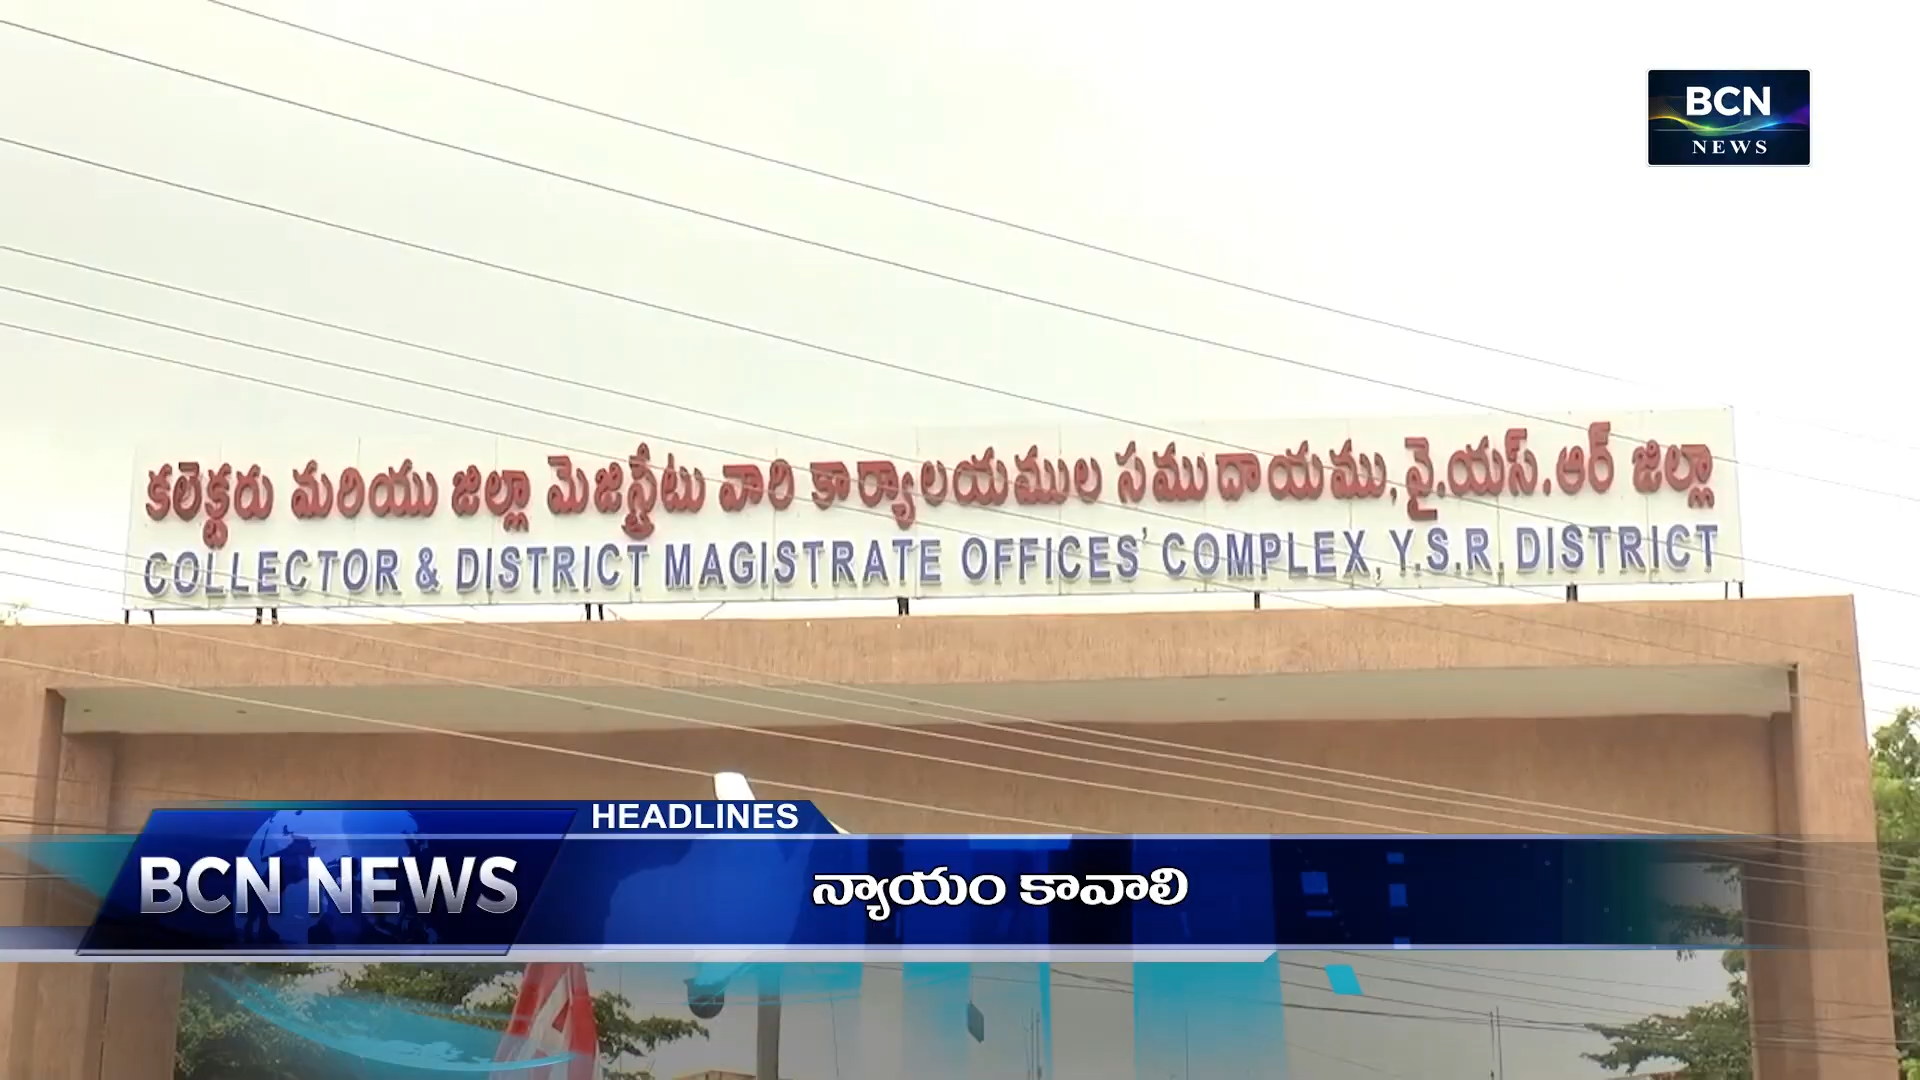 BCN
NEWS
కలెక్టరు మరియు జిల్లా మెజిస్ట్రేటు వారి కార్యాలయముల సముదాయము, వై.యస్.ఆర్ జిల్లా
COLLECTOR & DISTRICT MAGISTRATE OFFICES' COMPLEX, Y.S.R. DISTRICT
HEADLINES
BCN NEWS
న్యాయం కావాలి